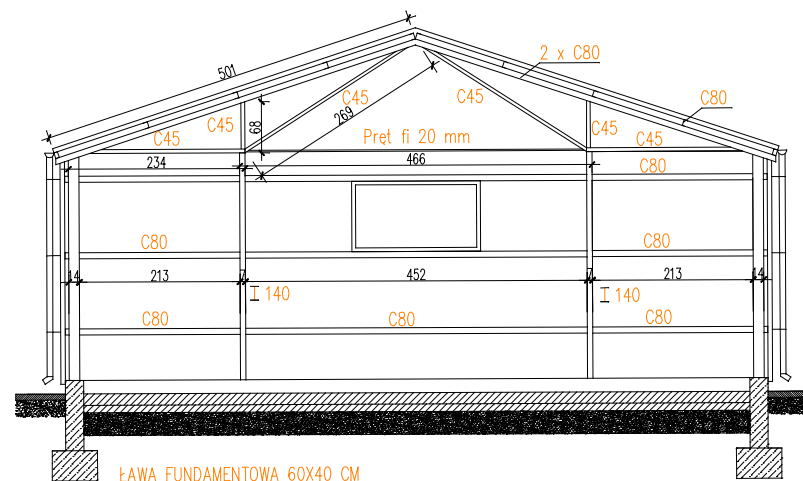 501
2 x C80
C80
C45
C45
C45
C45
C45
C45
68
269
Pręt fi 20 mm
234
466
C80
C80
C80
14
213
7
452
7
213
14
I 140
I 140
C80
C80
C80
ŁAWA FUNDAMENTOWA 60X40 CM